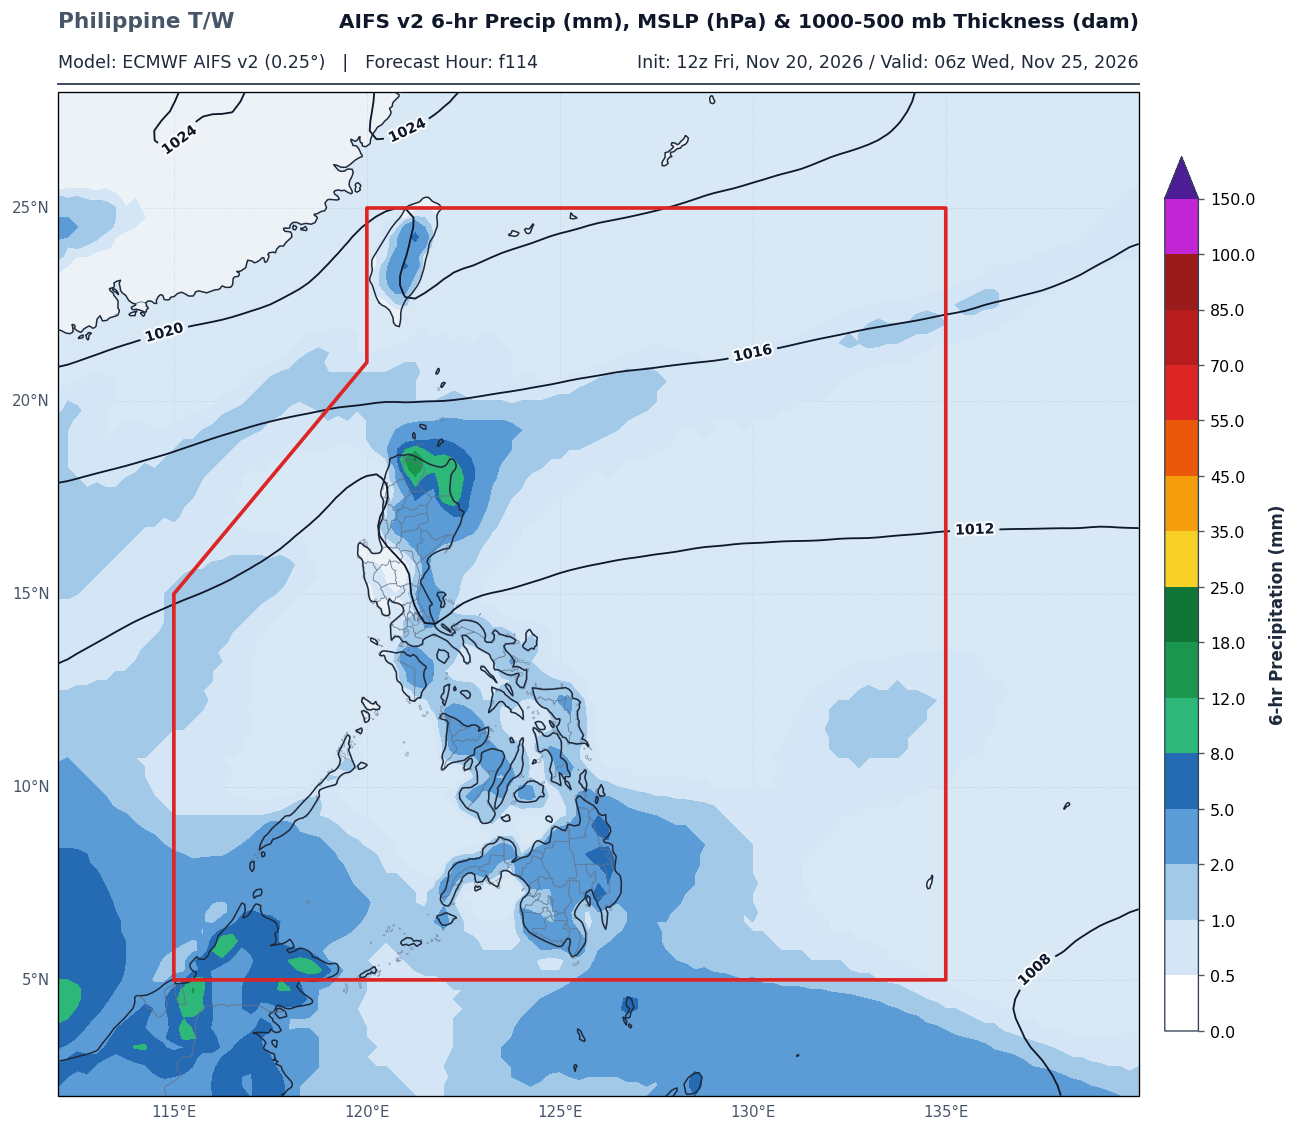 Philippine T/W
AIFS v2 6-hr Precip (mm), MSLP (hPa) & 1000-500 mb Thickness (dam)
Model: ECMWF AIFS v2 (0.25°) | Forecast Hour: f114
Init: 12z Fri, Nov 20, 2026 / Valid: 06z Wed, Nov 25, 2026
1024
1024
1020
1016
1012
1008
25°N
20°N
15°N
10°N
5°N
115°E
120°E
125°E
130°E
135°E
150.0
100.0
85.0
70.0
55.0
45.0
35.0
25.0
18.0
12.0
8.0
5.0
2.0
1.0
0.5
0.0
6-hr Precipitation (mm)